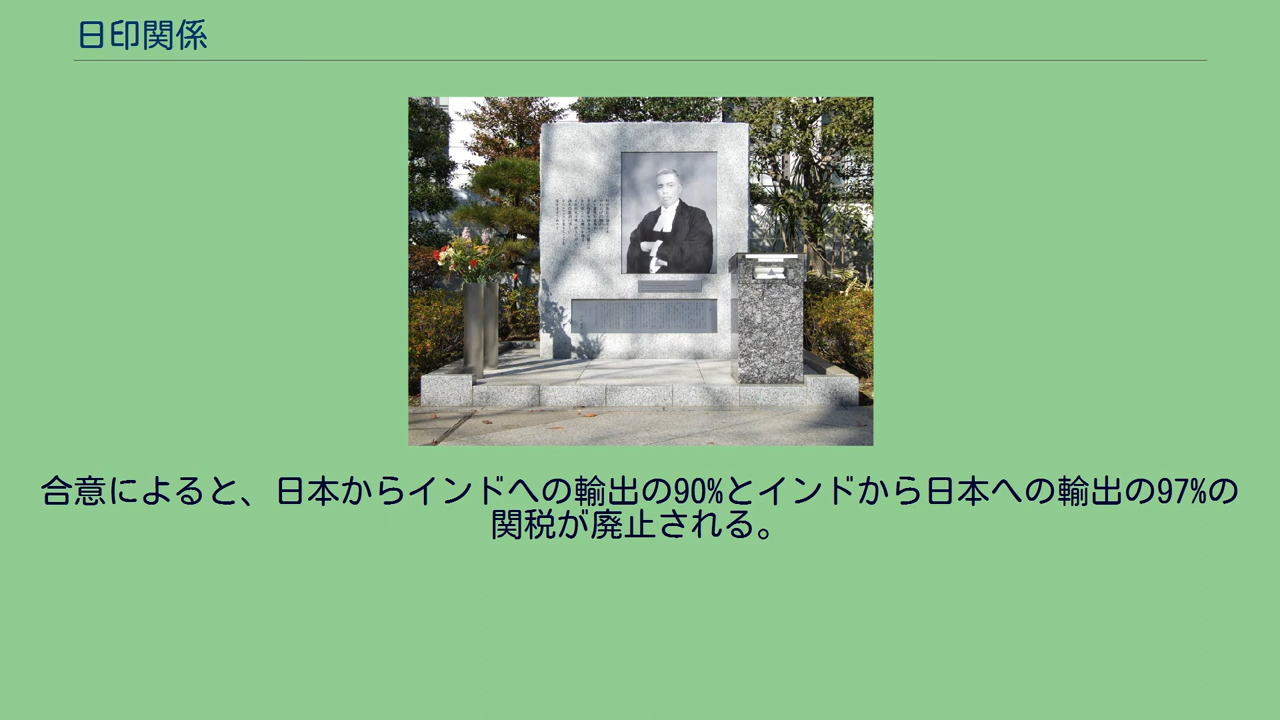 日印関係
合意によると、日本からインドへの輸出の90%とインドから日本への輸出の97%の
関税が廃止される。